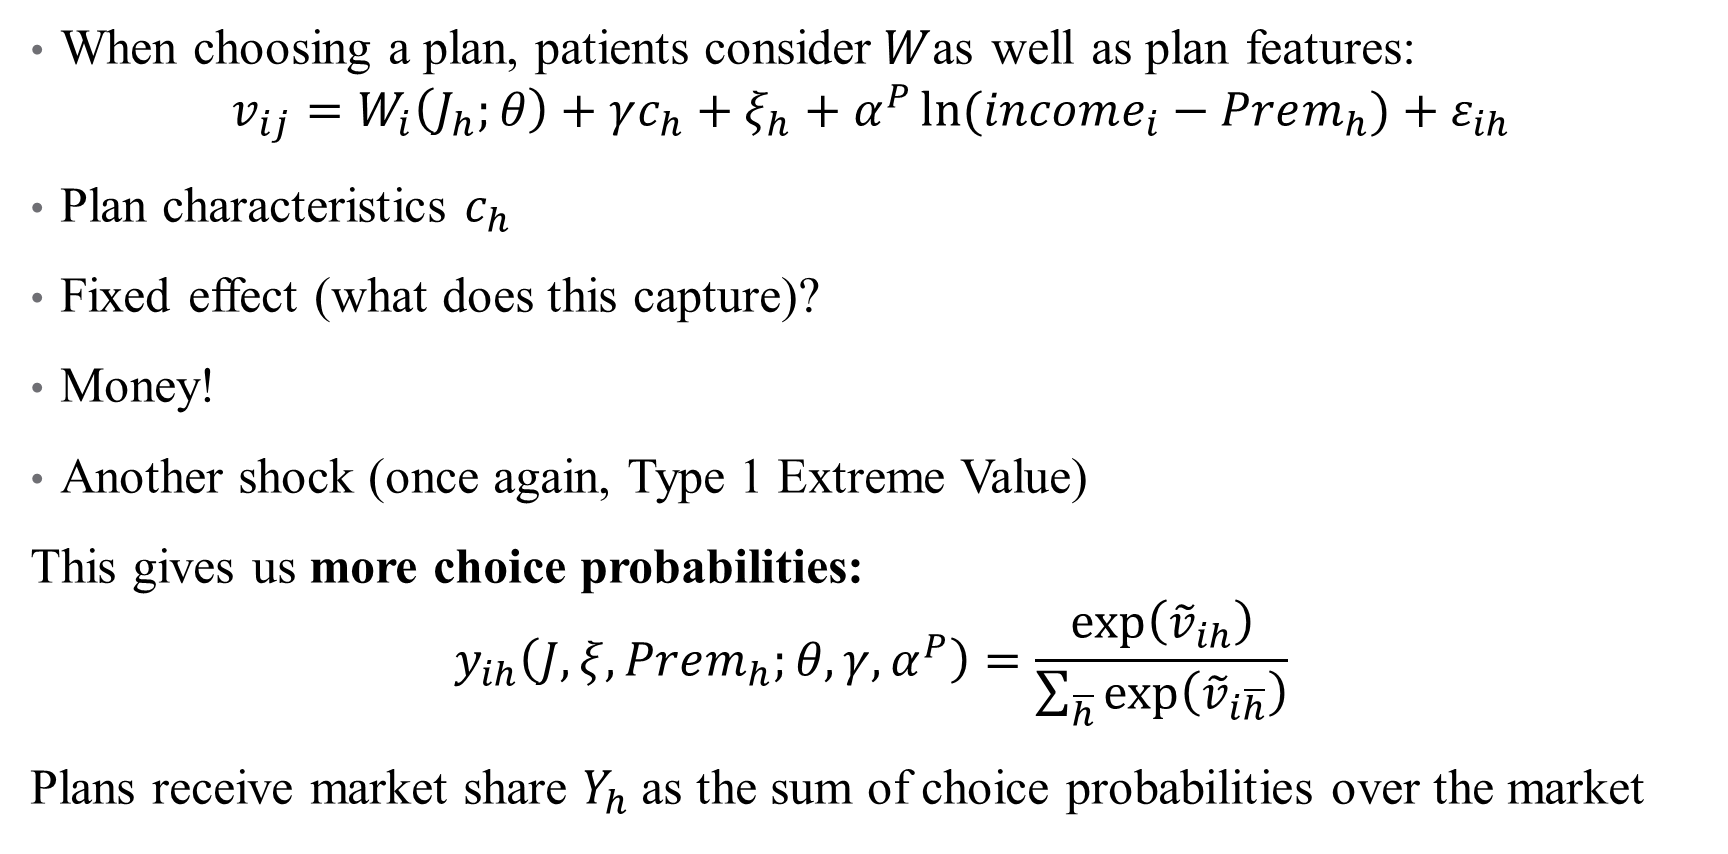 • When choosing a plan, patients consider W as well as plan features:
v_{ij} = W_i(J_h; θ) + γc_h + ξ_h + α^P ln(income_i − Prem_h) + ε_{ih}
• Plan characteristics c_h
• Fixed effect (what does this capture)?
• Money!
• Another shock (once again, Type 1 Extreme Value)
This gives us more choice probabilities:
y_{ih}(J, ξ, Prem_h; θ, γ, α^P) = exp(ṽ_{ih}) / ∑_{h̅} exp(ṽ_{ih̅})
Plans receive market share Y_h as the sum of choice probabilities over the market